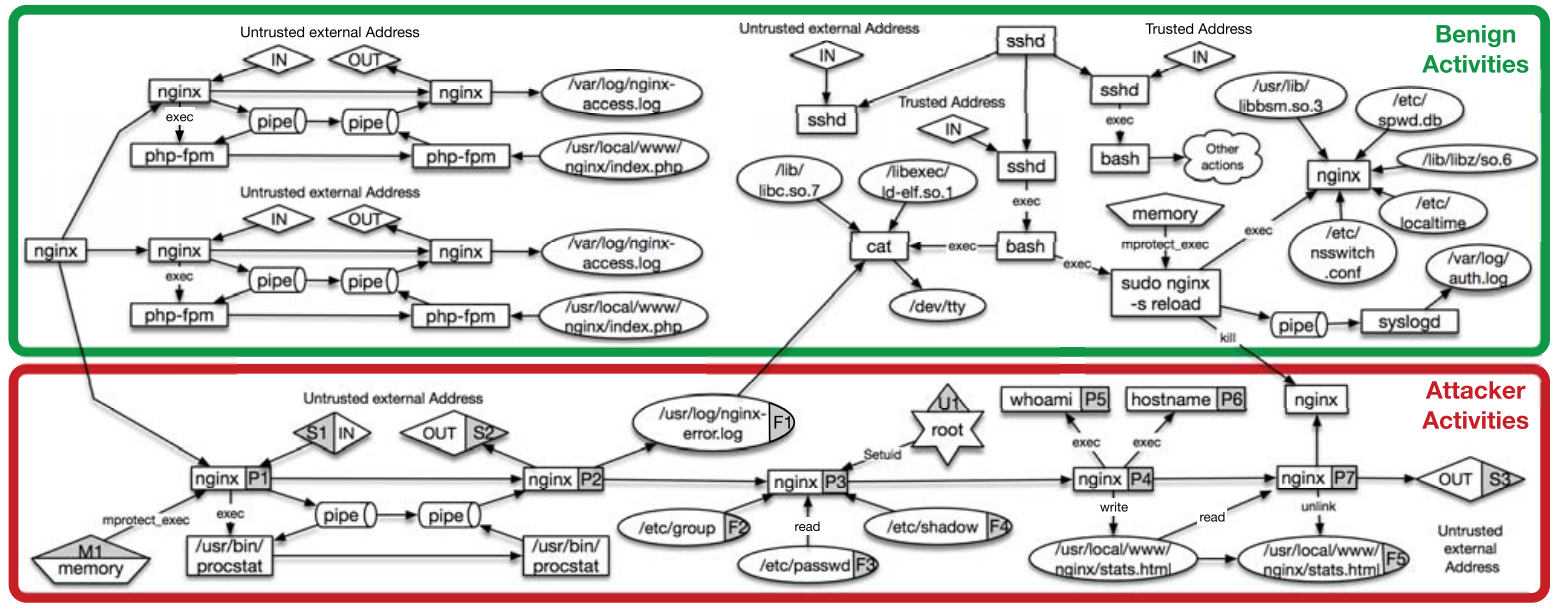 Benign
Activities
Untrusted external Address
IN
OUT
nginx
nginx
/var/log/nginx-
access.log
exec
pipe
pipe
php-fpm
php-fpm
/usr/local/www/
nginx/index.php
Untrusted external Address
IN
OUT
nginx
nginx
nginx
/var/log/nginx-
access.log
exec
pipe
pipe
php-fpm
php-fpm
/usr/local/www/
nginx/index.php
Untrusted external Address
IN
sshd
sshd
Trusted Address
IN
sshd
exec
bash
Other
actions
Trusted Address
IN
sshd
exec
bash
exec
exec
/lib/
libc.so.7
/libexec/
ld-elf.so.1
cat
/dev/tty
memory
mprotect_exec
sudo nginx
-s reload
exec
/usr/lib/
libbsm.so.3
/etc/
spwd.db
/lib/libz/so.6
nginx
/etc/
localtime
/etc/
nsswitch
.conf
/var/log/
auth.log
pipe
syslogd
kill
Attacker
Activities
Untrusted external Address
S1 IN
OUT S2
/usr/log/nginx-
error.log
F1
U1
root
Setuid
whoami P5
hostname P6
nginx
exec
exec
nginx P1
nginx P2
nginx P3
nginx P4
nginx P7
OUT S3
mprotect_exec
exec
pipe
pipe
M1
memory
/usr/bin/
procstat
/usr/bin/
procstat
/etc/group F2
read
/etc/shadow F4
/etc/passwd F3
write
read
unlink
/usr/local/www/
nginx/stats.html
/usr/local/www/
nginx/stats.html F5
Untrusted
external
Address